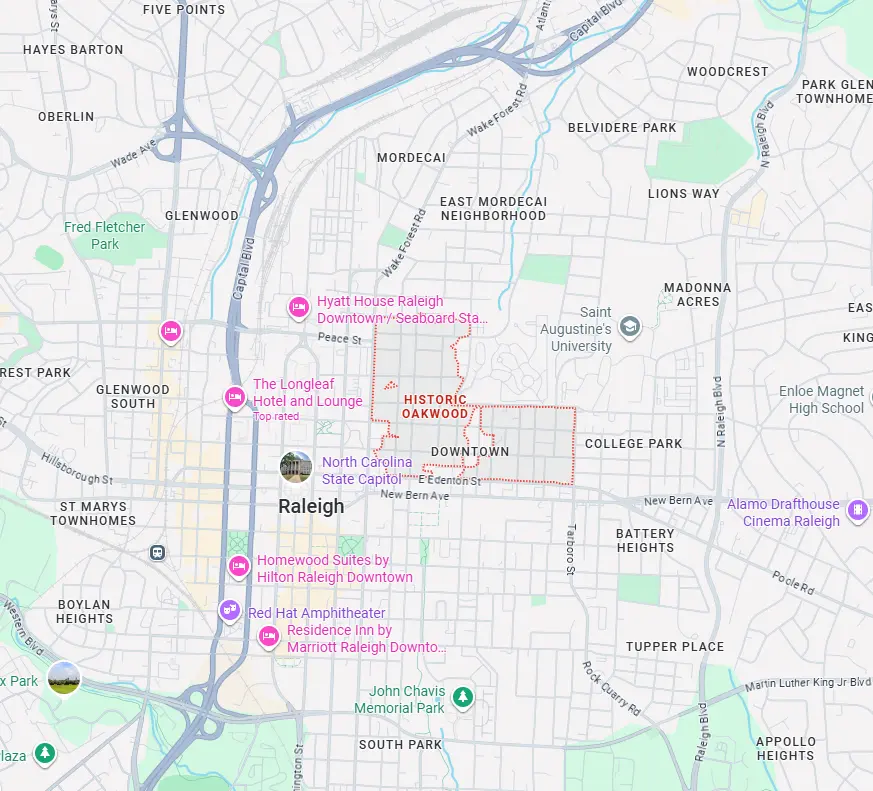 FIVE POINTS
Capital Blvd
HAYES BARTON
WOODCREST
PARK GLEN
TOWNHOME
OBERLIN
Wake Forest Rd
BELVIDERE PARK
N Raleigh Blvd
Wade Ave
MORDECAI
LIONS WAY
EAST MORDECAI
NEIGHBORHOOD
GLENWOOD
Fred Fletcher
Park
Wake Forest Rd
Capital Blvd
MADONNA
ACRES
Hyatt House Raleigh
Downtown / Seaboard Sta...
Saint
Augustine's
University
EAS
KING
Peace St
REST PARK
GLENWOOD
SOUTH
The Longleaf
Hotel and Lounge
Top rated
HISTORIC
OAKWOOD
Enloe Magnet
High School
N Raleigh Blvd
DOWNTOWN
COLLEGE PARK
Hillsborough St
North Carolina
State Capitol
E Edenton St
New Bern Ave
New Bern Ave
Raleigh
ST MARYS
TOWNHOMES
Alamo Drafthouse
Cinema Raleigh
Tarboro St
BATTERY
HEIGHTS
Homewood Suites by
Hilton Raleigh Downtown
Poole Rd
BOYLAN
HEIGHTS
Red Hat Amphitheater
Residence Inn by
Marriott Raleigh Downto...
Western Blvd
TUPPER PLACE
x Park
Rock Quarry Rd
Martin Luther King Jr Blvd
John Chavis
Memorial Park
Raleigh Blvd
laza
SOUTH PARK
APPOLLO
HEIGHTS